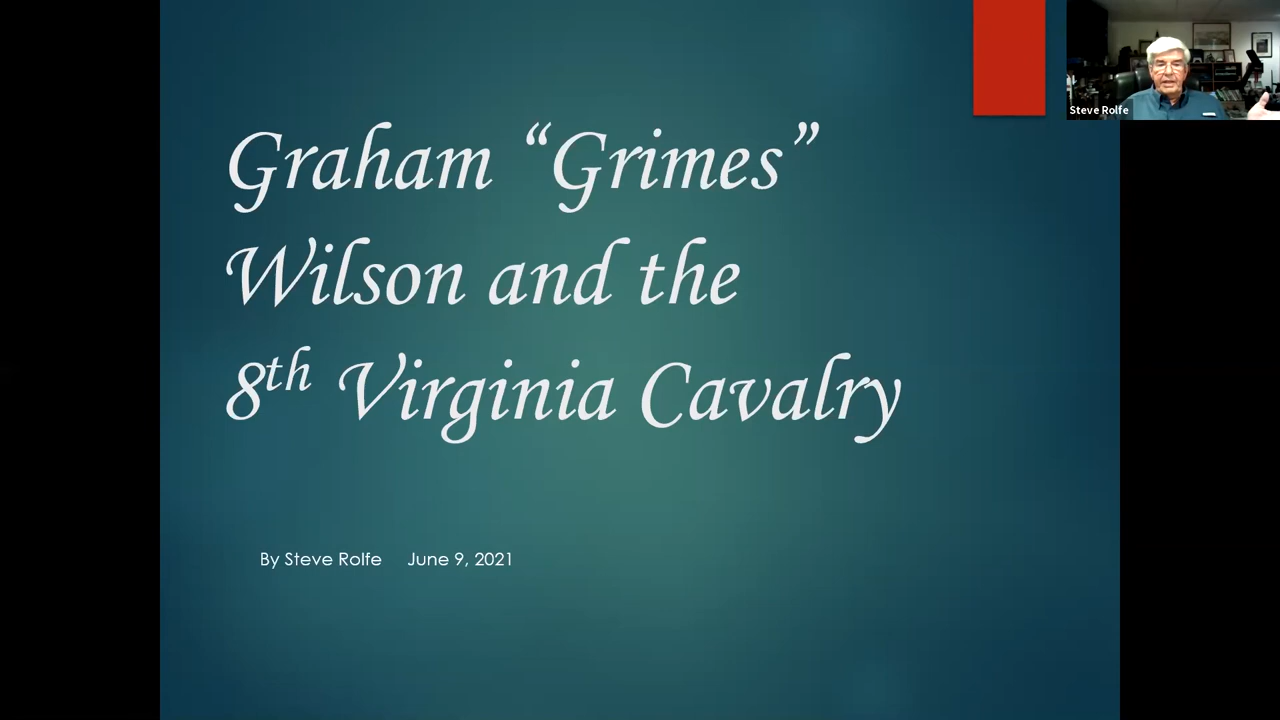 Graham “Grimes”
Wilson and the
8th Virginia Cavalry
By Steve Rolfe June 9, 2021
Steve Rolfe